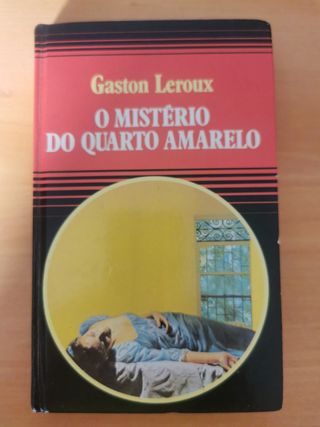 Gaston Leroux
O MISTÉRIO
DO QUARTO AMARELO